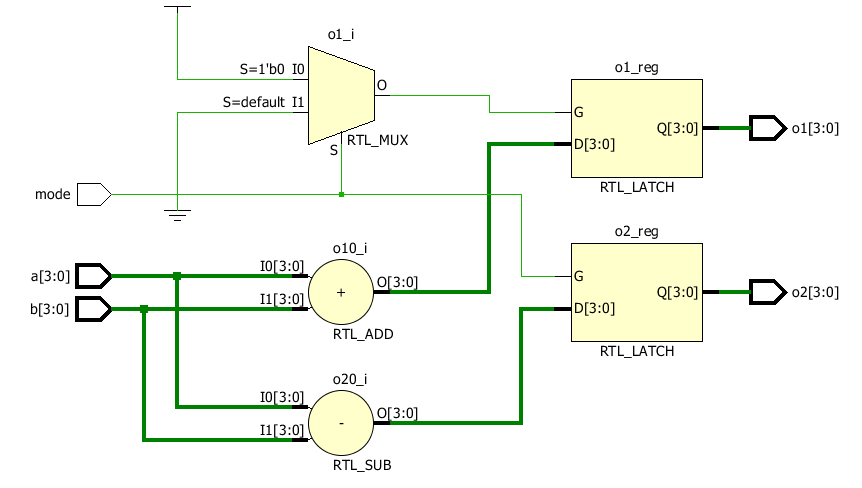 o1_i
S=1'b0 I0
S=default I1
O
S
RTL_MUX
o1_reg
G
D[3:0]
Q[3:0]
RTL_LATCH
o1[3:0]
mode
a[3:0]
b[3:0]
o10_i
I0[3:0]
I1[3:0]
+
O[3:0]
RTL_ADD
o2_reg
G
D[3:0]
Q[3:0]
RTL_LATCH
o2[3:0]
o20_i
I0[3:0]
I1[3:0]
-
O[3:0]
RTL_SUB